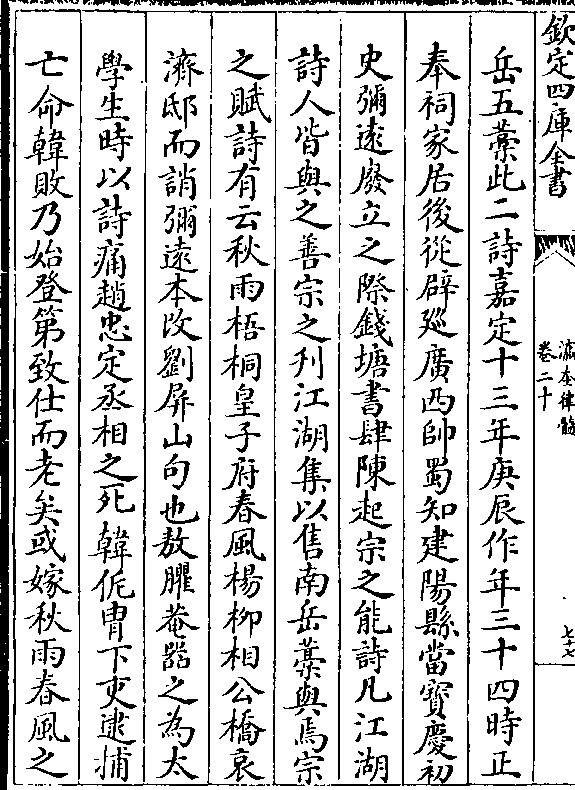 欽定四庫全書
瀛奎律髓
卷二十
七十七
岳五藁此二詩嘉定十三年庚辰作年三十四時正
奉祠家居後從辟廵廣西帥蜀知建陽縣當寳慶初
史彌逺廢立之際錢塘書肆陳起宗之能詩凡江湖
詩人皆與之善宗之刋江湖集以售南岳藁與焉宗
之賦詩有云秋雨梧桐皇子府春風楊柳相公橋哀
濟邸而誚彌逺本改劉屏山句也敖臞菴器之為太
學生時以詩痛趙忠定丞相之死韓侂胄下吏逮捕
亡命韓敗乃始登第致仕而老矣或嫁秋雨春風之